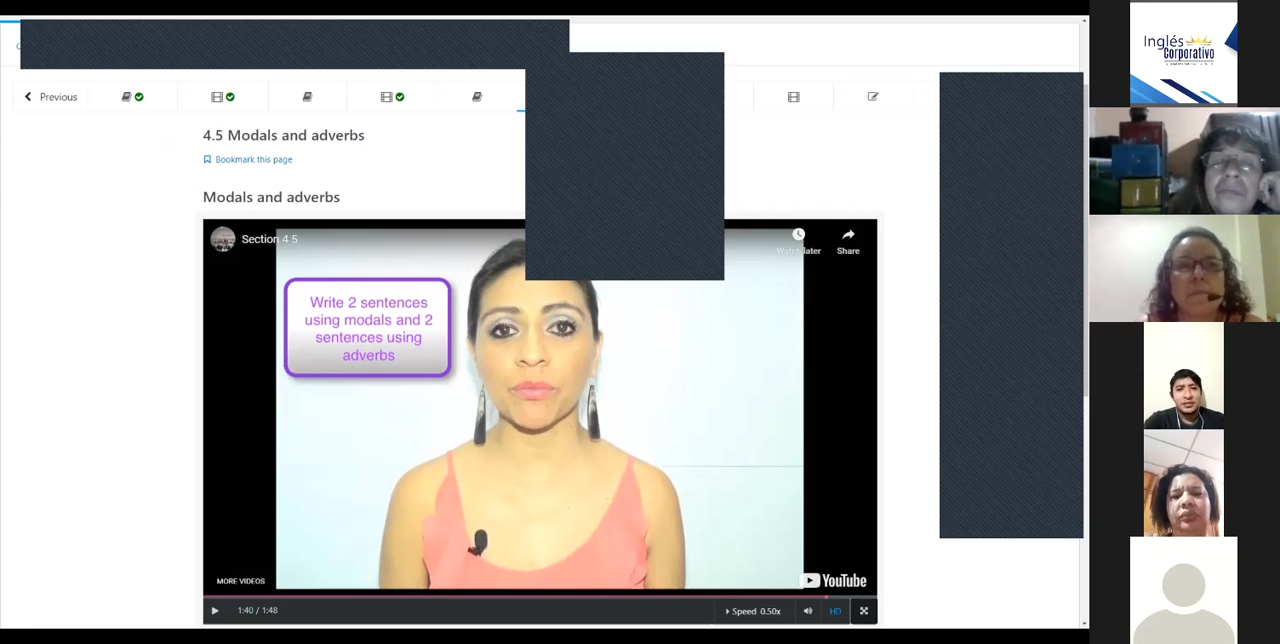 Previous
4.5 Modals and adverbs
Bookmark this page
Modals and adverbs
Section 4.5
Watch later
Share
Write 2 sentences
using modals and 2
sentences using
adverbs
MORE VIDEOS
YouTube
1:40 / 1:48
Speed 0.50x
HD
Inglés
Corporativo